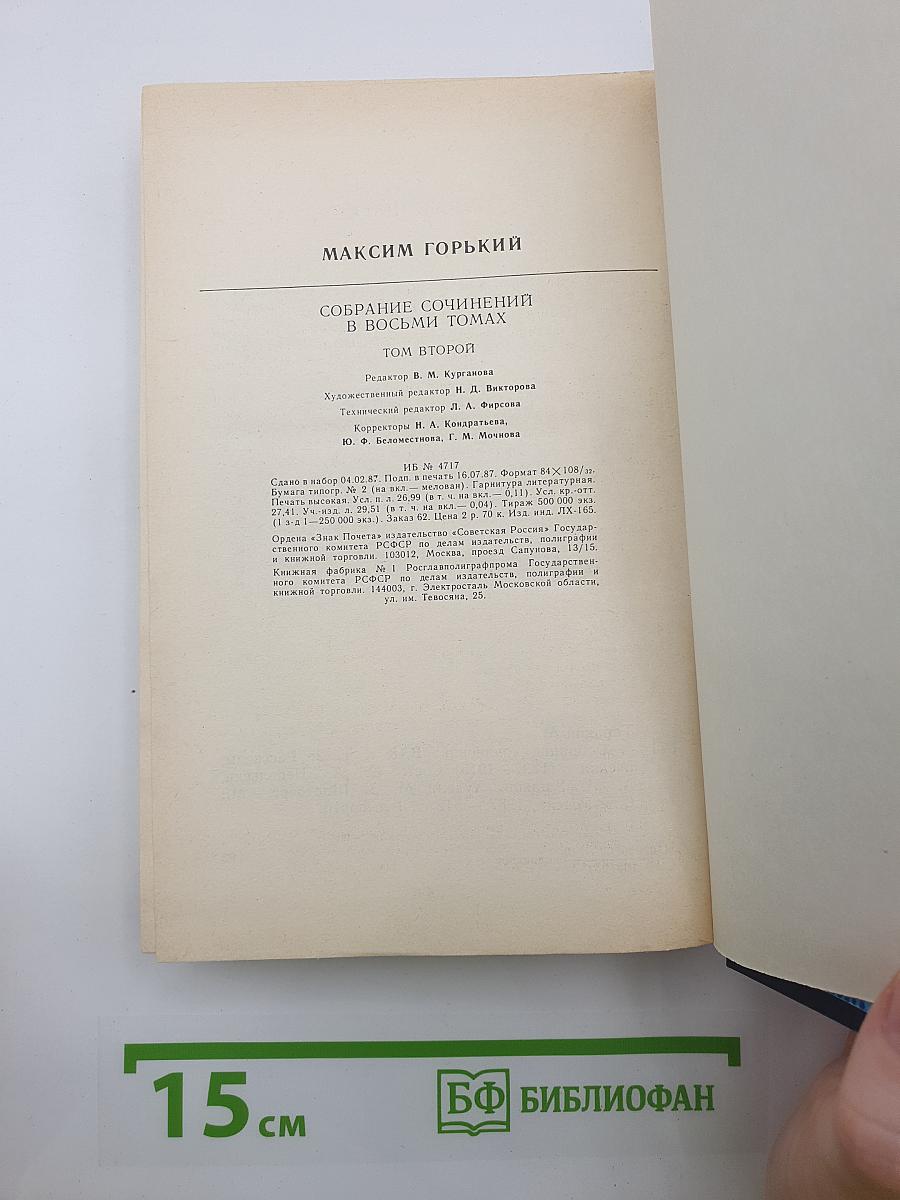 МАКСИМ ГОРЬКИЙ
СОБРАНИЕ СОЧИНЕНИЙ
В ВОСЬМИ ТОМАХ
ТОМ ВТОРОЙ
Редактор В. М. Курганова
Художественный редактор Н. Д. Викторова
Технический редактор Л. А. Фирсова
Корректоры Н. А. Кондратьева,
Ю. Ф. Беломестнова, Г. М. Мочнова
ИБ № 4717
Сдано в набор 04.02.87. Подп. в печать 16.07.87. Формат 84×108/32.
Бумага типогр. № 2 (на вкл.— мелован). Гарнитура литературная.
Печать высокая. Усл. п. л. 26,99 (в т. ч. на вкл.— 0,11). Усл. кр.-отт.
27,41. Уч.-изд. л. 29,51 (в т. ч. на вкл.— 0,04). Тираж 500 000 экз.
(1 з-д 1—250 000 экз.). Заказ 62. Цена 2 р. 70 к. Изд. инд. ЛХ-165.
Ордена «Знак Почета» издательство «Советская Россия» Государ-
ственного комитета РСФСР по делам издательств, полиграфии
и книжной торговли. 103012, Москва, проезд Сапунова, 13/15.
Книжная фабрика № 1 Росглавполиграфпрома Государствен-
ного комитета РСФСР по делам издательств, полиграфии и
книжной торговли. 144003, г. Электросталь Московской области,
ул. им. Тевосяна, 25.
15 см
БФ БИБЛИОФАН